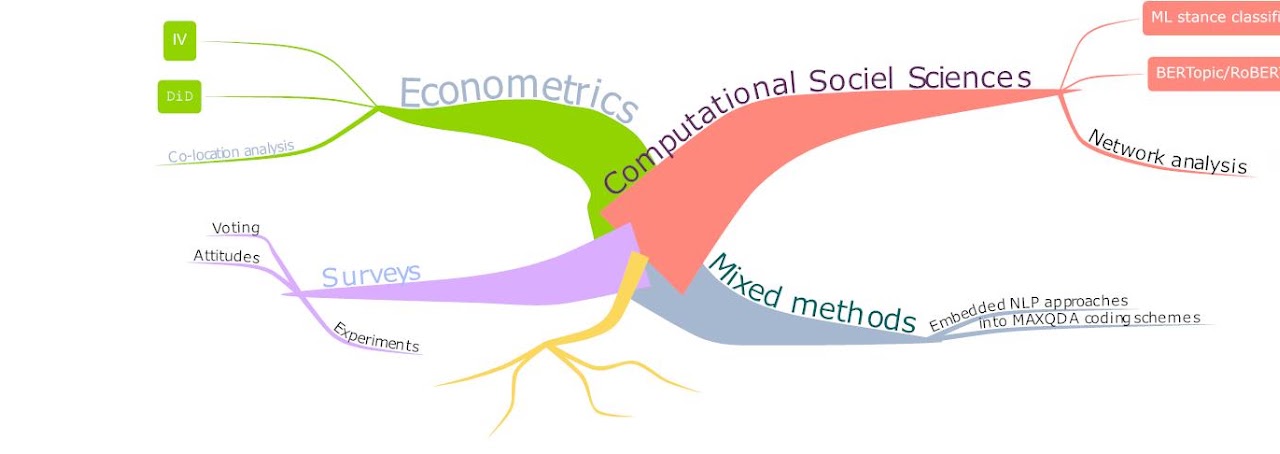 IV
DiD
Co-location analysis
Econometrics
Computational Sociel Sciences
ML stance classifi
BERTopic/RoBER
Network analysis
Voting
Attitudes
Surveys
Experiments
Mixed methods
Embedded NLP approaches
into MAXQDA coding schemes